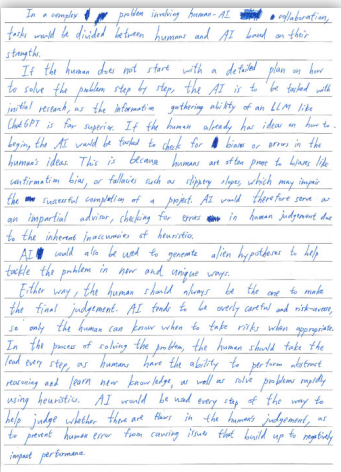 In a complex problem involving human-AI collaboration,
tasks would be divided between humans and AI based on their
strengths.
If the human does not start with a detailed plan on how
to solve the problem step by step, the AI is to be tasked with
initial research, as the information gathering ability of an LLM like
ChatGPT is far superior. If the human already has ideas on how to
begin, the AI would be tasked to check for biases or errors in the
human's ideas. This is because humans are often prone to biases like
confirmation bias, or fallacies such as slippery slopes, which may impair
the successful completion of a project. AI would therefore serve as
an impartial advisor, checking for errors in human judgement due
to the inherent inaccuracies of heuristics.
AI would also be used to generate alien hypotheses to help
tackle the problem in new and unique ways.
Either way, the human should always be the one to make
the final judgement. AI tends to be overly careful and risk-averse,
so only the human can know when to take risks when appropriate.
In the process of solving the problem, the human should take the
lead every step, as humans have the ability to perform abstract
reasoning and learn new knowledge, as well as solve problems rapidly
using heuristics. AI would be used every step of the way to
help judge whether there are flaws in the human's judgement, as
to prevent human error from causing issues that build up to negatively
impact performance.